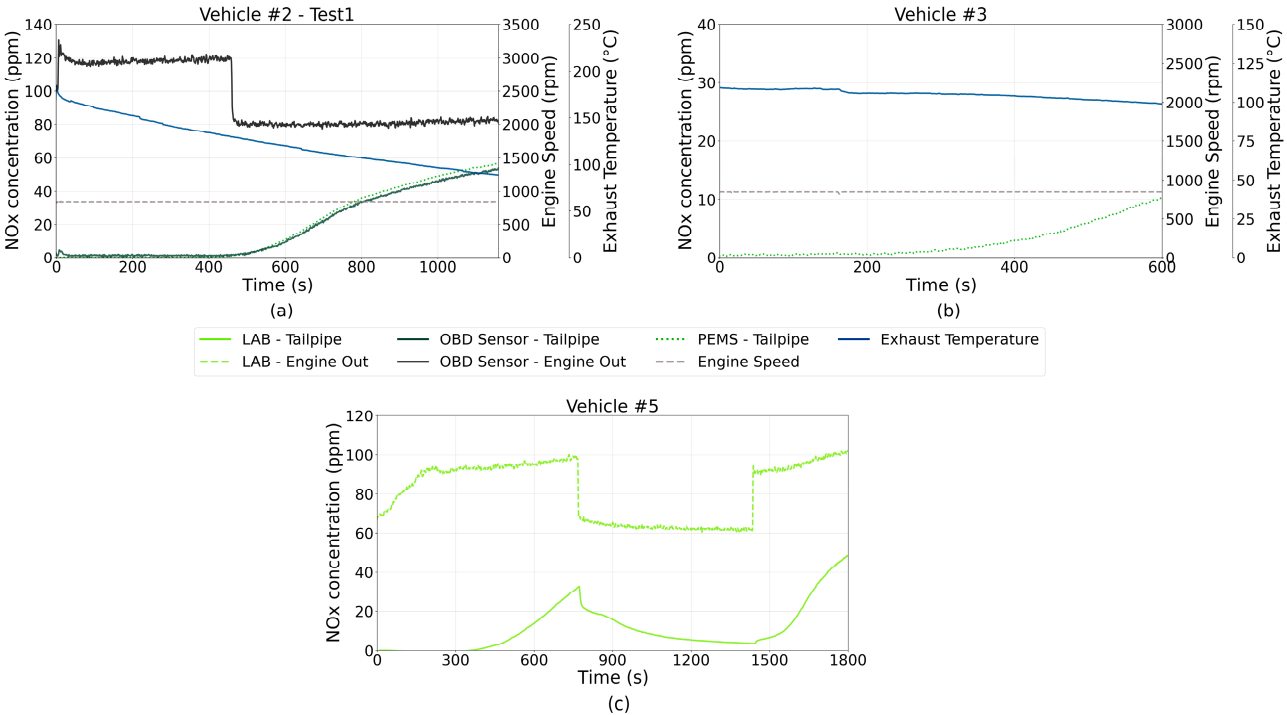 Vehicle #2 - Test1
140
120
100
80
60
40
20
0
NOx concentration (ppm)
0 200 400 600 800 1000
Time (s)
3500
3000
2500
2000
1500
1000
500
0
Engine Speed (rpm)
250
200
150
100
50
0
Exhaust Temperature (°C)
(a)
Vehicle #3
40
30
20
10
0
NOx concentration (ppm)
0 200 400 600
Time (s)
3000
2500
2000
1500
1000
500
0
Engine Speed (rpm)
150
125
100
75
50
25
0
Exhaust Temperature (°C)
(b)
LAB - Tailpipe OBD Sensor - Tailpipe PEMS - Tailpipe Exhaust Temperature
LAB - Engine Out OBD Sensor - Engine Out Engine Speed
Vehicle #5
120
100
80
60
40
20
0
NOx concentration (ppm)
0 300 600 900 1200 1500 1800
Time (s)
(c)